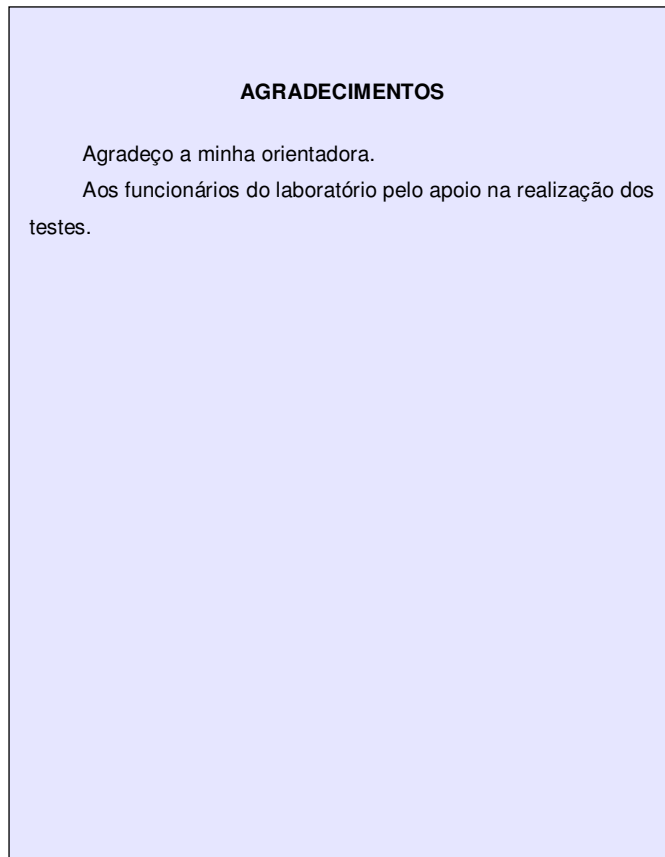 AGRADECIMENTOS
Agradeço a minha orientadora.
Aos funcionários do laboratório pelo apoio na realização dos
testes.